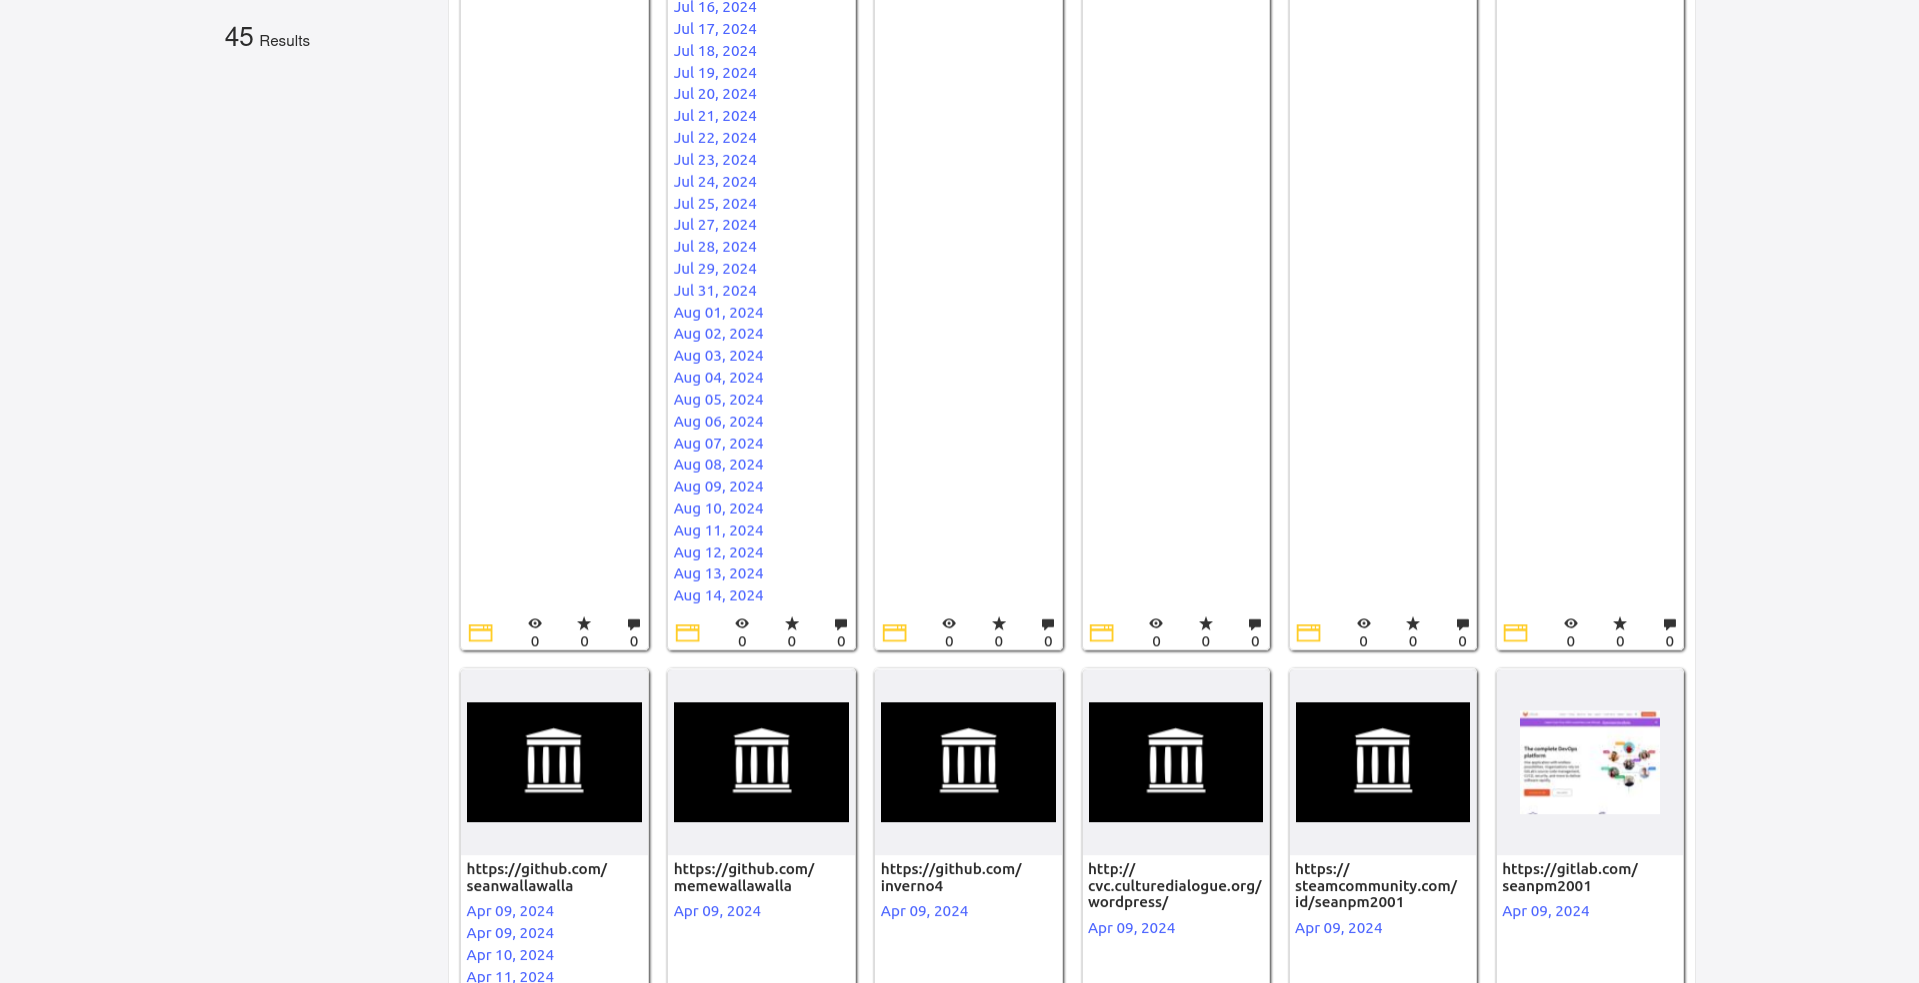 45 Results
Jul 16, 2024
Jul 17, 2024
Jul 18, 2024
Jul 19, 2024
Jul 20, 2024
Jul 21, 2024
Jul 22, 2024
Jul 23, 2024
Jul 24, 2024
Jul 25, 2024
Jul 27, 2024
Jul 28, 2024
Jul 29, 2024
Jul 31, 2024
Aug 01, 2024
Aug 02, 2024
Aug 03, 2024
Aug 04, 2024
Aug 05, 2024
Aug 06, 2024
Aug 07, 2024
Aug 08, 2024
Aug 09, 2024
Aug 10, 2024
Aug 11, 2024
Aug 12, 2024
Aug 13, 2024
Aug 14, 2024
0 0 0
0 0 0
0 0 0
0 0 0
0 0 0
0 0 0
https://github.com/
seanwallawalla
Apr 09, 2024
Apr 09, 2024
Apr 10, 2024
Apr 11, 2024
https://github.com/
memewallawalla
Apr 09, 2024
https://github.com/
inverno4
Apr 09, 2024
http://
cvc.culturedialogue.org/
wordpress/
Apr 09, 2024
https://
steamcommunity.com/
id/seanpm2001
Apr 09, 2024
The complete DevOps
platform
https://gitlab.com/
seanpm2001
Apr 09, 2024